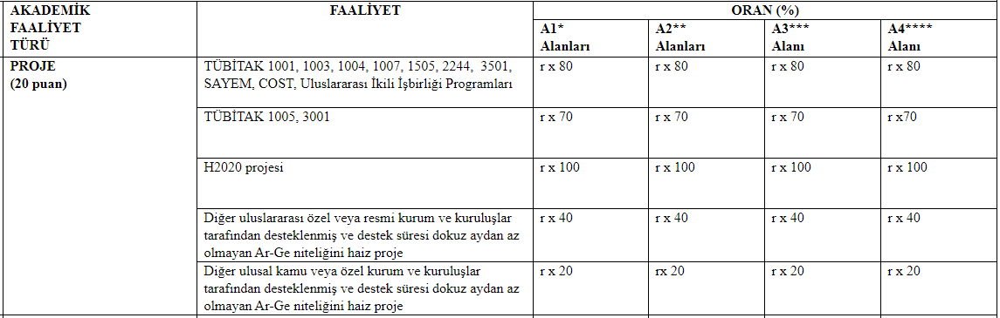 AKADEMİK
FAALİYET
TÜRÜ
FAALİYET
ORAN (%)
A1*
Alanları
A2**
Alanları
A3***
Alanı
A4****
Alanı
PROJE
(20 puan)
TÜBİTAK 1001, 1003, 1004, 1007, 1505, 2244,  3501,
SAYEM, COST, Uluslararası İkili İşbirliği Programları
r x 80
r x 80
r x 80
r x 80
TÜBİTAK 1005, 3001
r x 70
r x 70
r x 70
r x70
H2020 projesi
r x 100
r x 100
r x 100
r x 100
Diğer uluslararası özel veya resmi kurum ve kuruluşlar
tarafından desteklenmiş ve destek süresi dokuz aydan az
olmayan Ar-Ge niteliğini haiz proje
r x 40
r x 40
r x 40
r x 40
Diğer ulusal kamu veya özel kurum ve kuruluşlar
tarafından desteklenmiş ve destek süresi dokuz aydan az
olmayan Ar-Ge niteliğini haiz proje
r x 20
rx 20
r x 20
r x 20